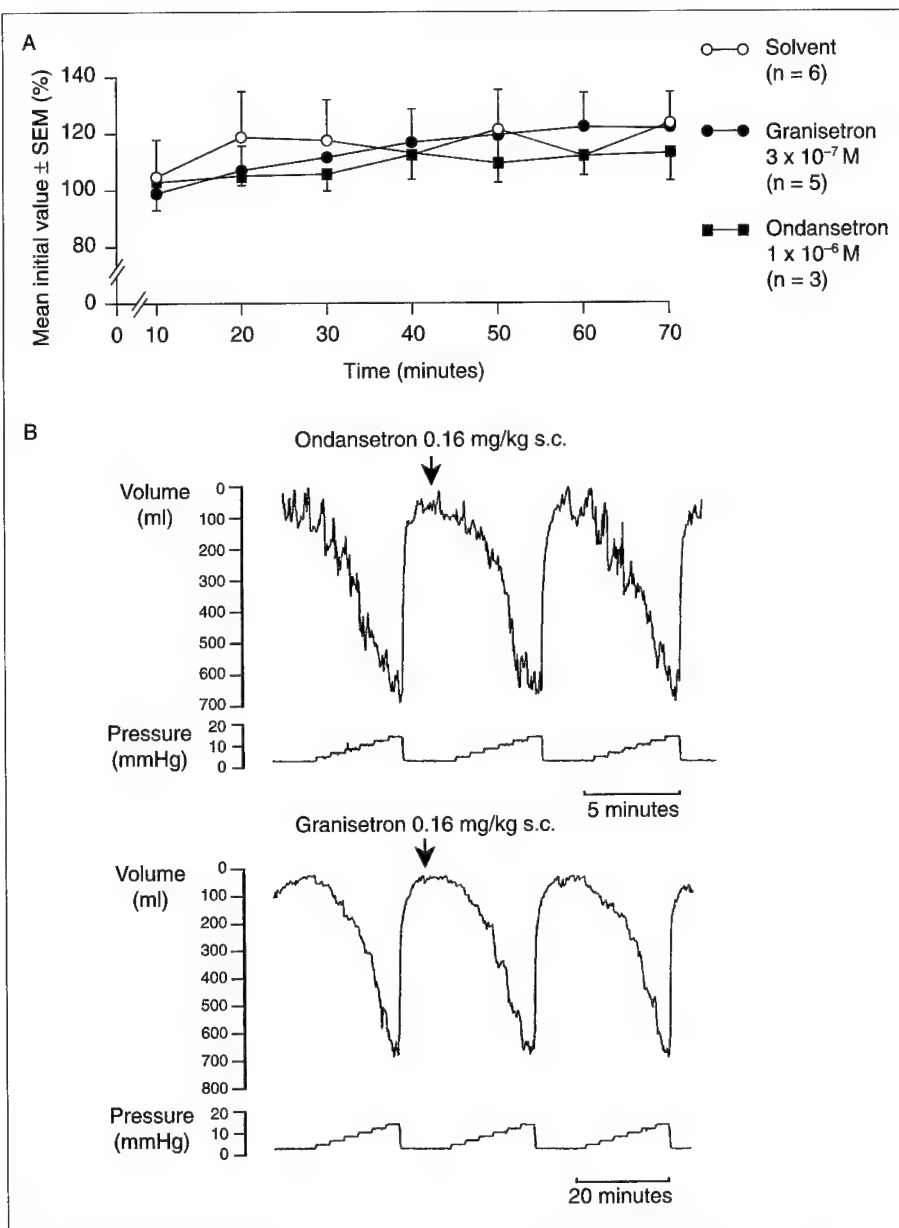 A
Mean initial value ± SEM (%)
140
120
100
80
0
0 10 20 30 40 50 60 70
Time (minutes)
Solvent
(n = 6)
Granisetron
3 x 10⁻⁷ M
(n = 5)
Ondansetron
1 x 10⁻⁶ M
(n = 3)
B
Ondansetron 0.16 mg/kg s.c.
Volume
(ml)
0
100
200
300
400
500
600
700
Pressure
(mmHg)
20
10
0
5 minutes
Granisetron 0.16 mg/kg s.c.
Volume
(ml)
0
100
200
300
400
500
600
700
800
Pressure
(mmHg)
20
10
0
20 minutes